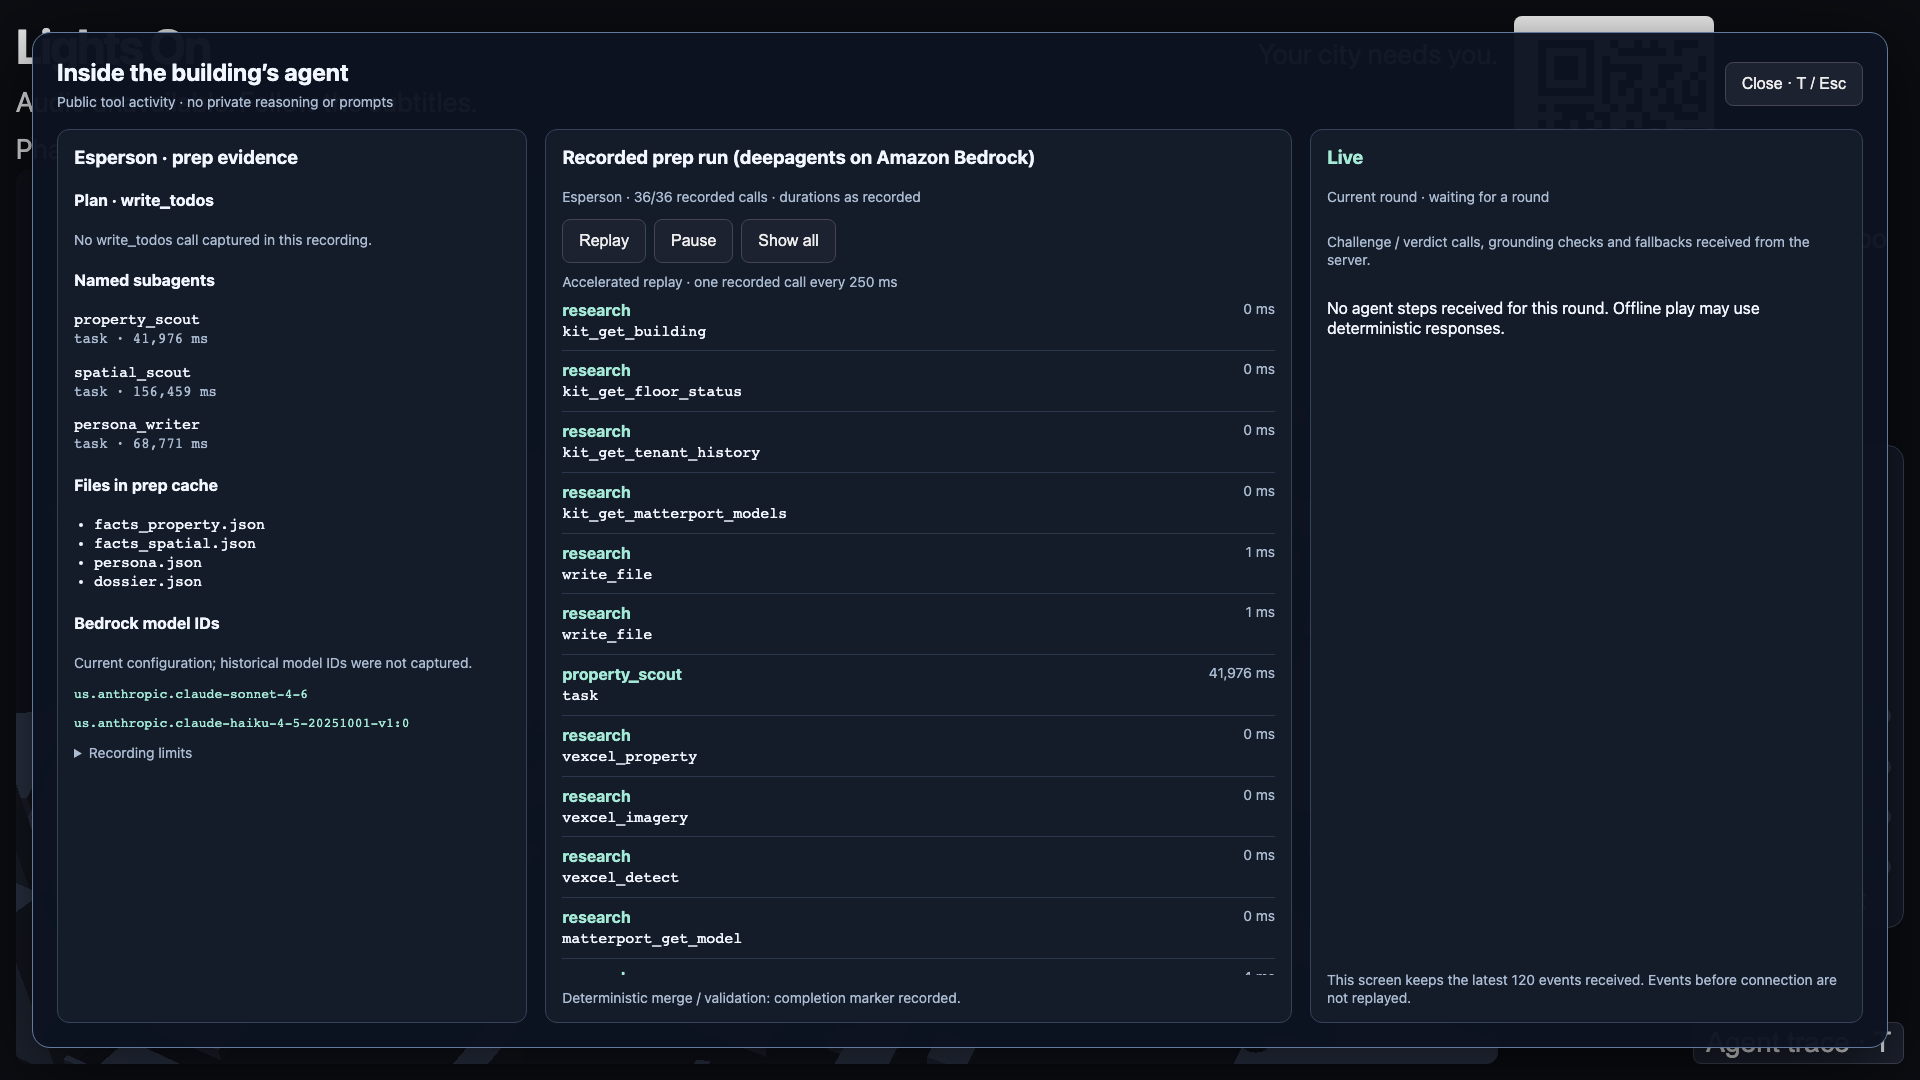 Lights On
Your city needs you.
Inside the building's agent
Public tool activity · no private reasoning or prompts
Close · T / Esc
Esperson · prep evidence
Plan · write_todos
No write_todos call captured in this recording.
Named subagents
property_scout
task · 41,976 ms
spatial_scout
task · 156,459 ms
persona_writer
task · 68,771 ms
Files in prep cache
• facts_property.json
• facts_spatial.json
• persona.json
• dossier.json
Bedrock model IDs
Current configuration; historical model IDs were not captured.
us.anthropic.claude-sonnet-4-6
us.anthropic.claude-haiku-4-5-20251001-v1:0
Recording limits
Recorded prep run (deepagents on Amazon Bedrock)
Esperson · 36/36 recorded calls · durations as recorded
Replay Pause Show all
Accelerated replay · one recorded call every 250 ms
research 0 ms
kit_get_building
research 0 ms
kit_get_floor_status
research 0 ms
kit_get_tenant_history
research 0 ms
kit_get_matterport_models
research 1 ms
write_file
research 1 ms
write_file
property_scout 41,976 ms
task
research 0 ms
vexcel_property
research 0 ms
vexcel_imagery
research 0 ms
vexcel_detect
research 0 ms
matterport_get_model
Deterministic merge / validation: completion marker recorded.
Live
Current round · waiting for a round
Challenge / verdict calls, grounding checks and fallbacks received from the
server.
No agent steps received for this round. Offline play may use
deterministic responses.
This screen keeps the latest 120 events received. Events before connection are
not replayed.
Agent trace T